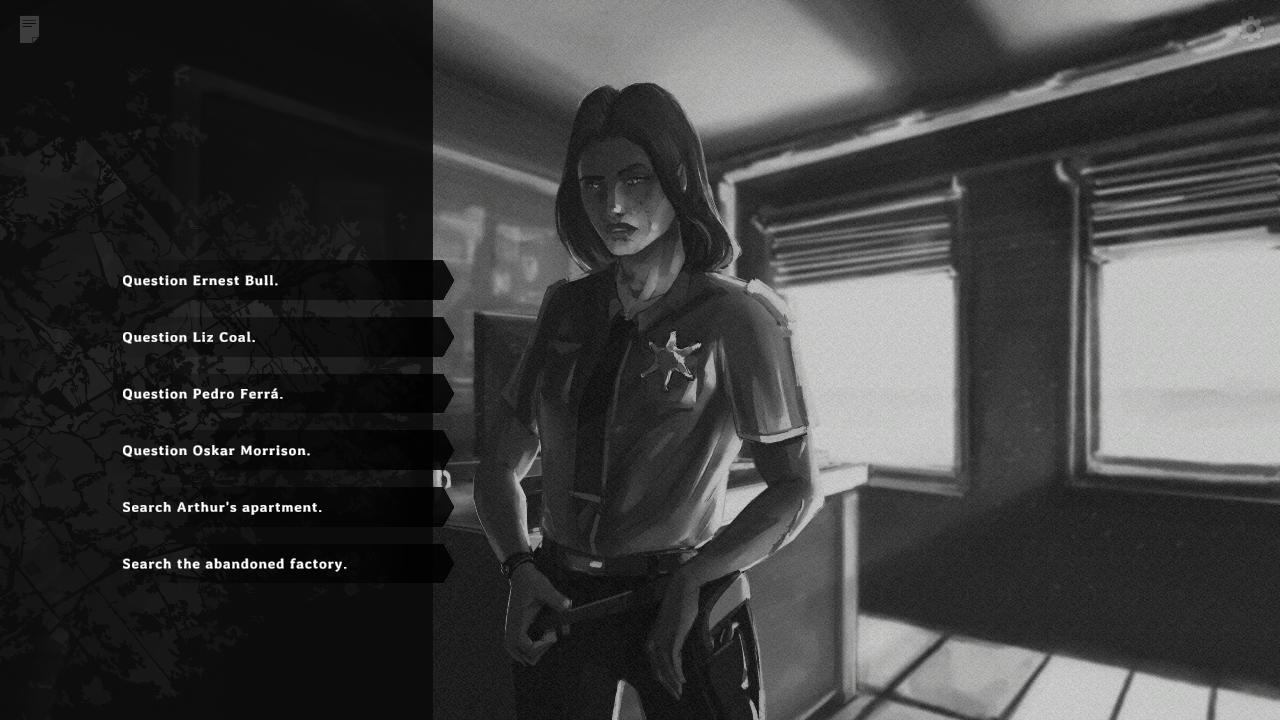 Question Ernest Bull.
Question Liz Coal.
Question Pedro Ferrá.
Question Oskar Morrison.
Search Arthur's apartment.
Search the abandoned factory.